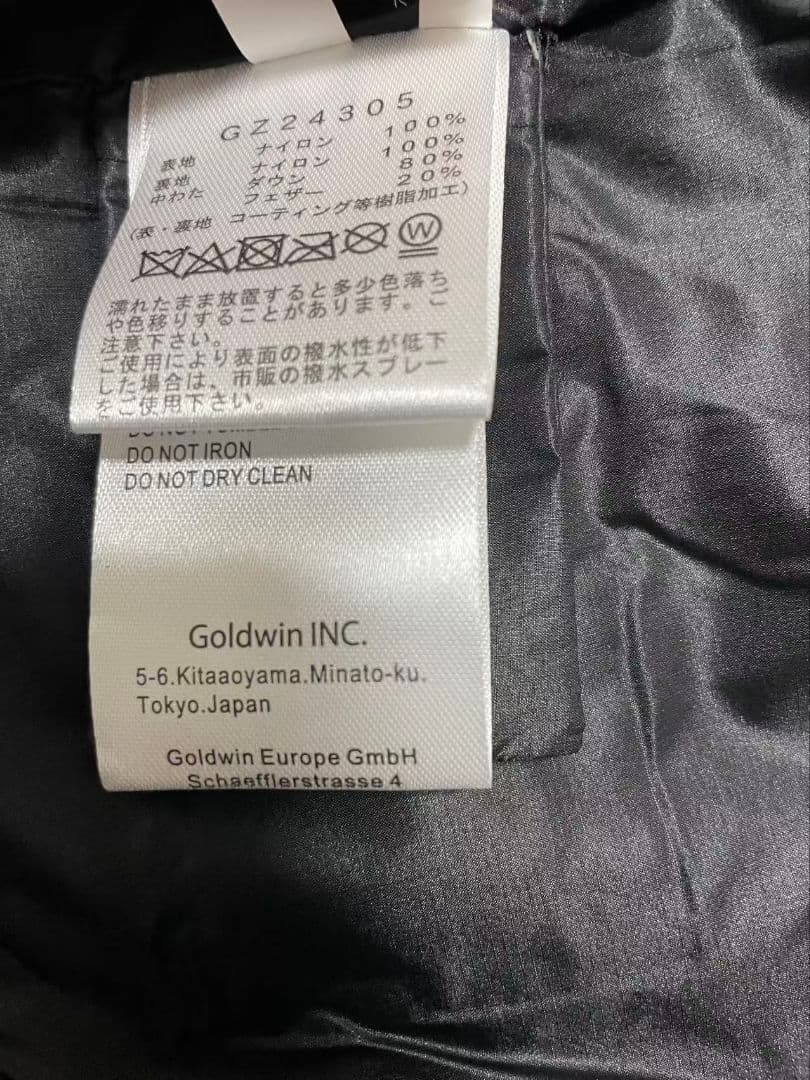 GZ24305
表地 ナイロン 100%
裏地 ナイロン 100%
中わた ダウン 80%
フェザー 20%
(表・裏地 コーティング等樹脂加工)
W
濡れたまま放置すると多少色落ち
や色移りすることがあります。ご
注意下さい。
ご使用により表面の撥水性が低下
した場合は、市販の撥水スプレー
をご使用下さい。
DO NOT
DO NOT IRON
DO NOT DRY CLEAN
Goldwin INC.
5-6.Kitaaoyama.Minato-ku.
Tokyo.Japan
Goldwin Europe GmbH
Schaefflerstrasse 4